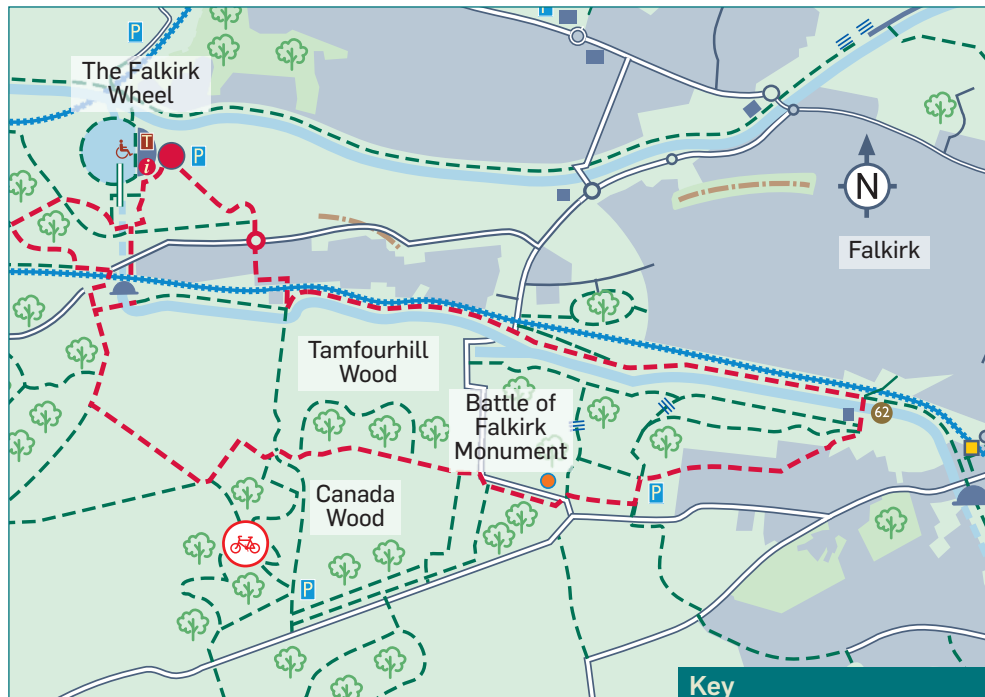 P
P
The Falkirk
Wheel
T
i
P
N
Falkirk
Tamfourhill
Wood
Battle of
Falkirk
Monument
62
Canada
Wood
P
P
Key